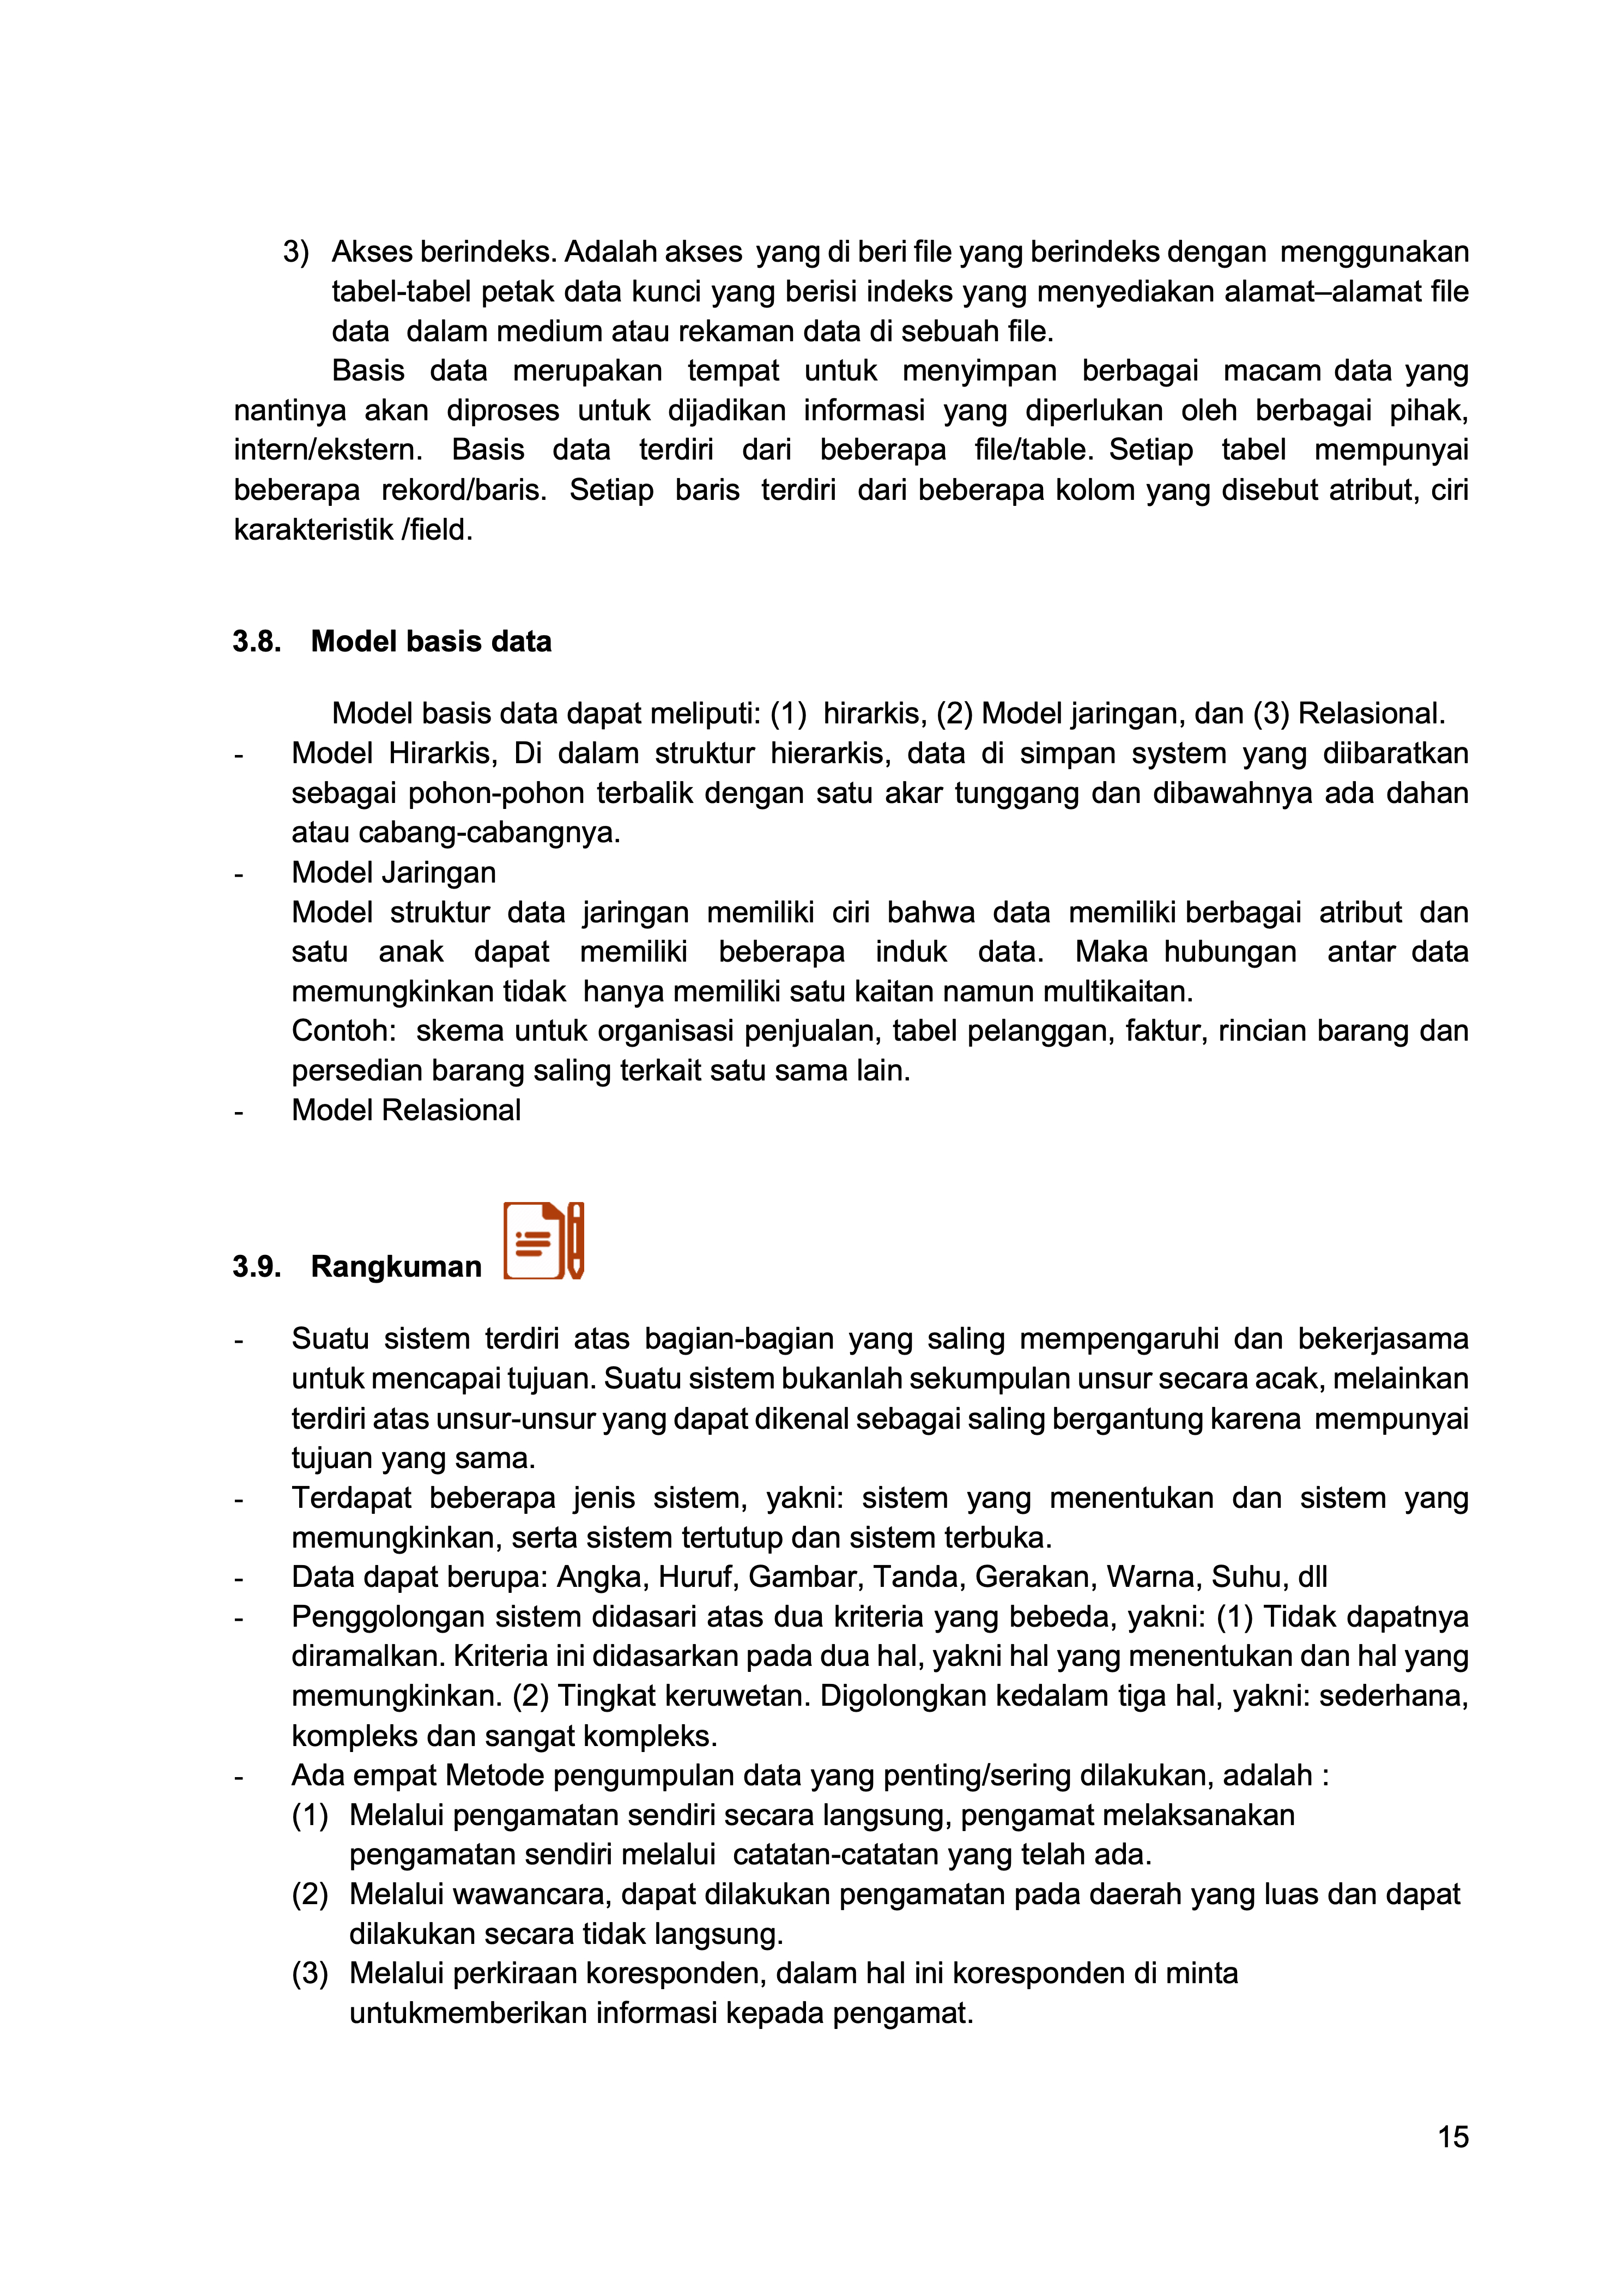 3) Akses berindeks. Adalah akses yang di beri file yang berindeks dengan menggunakan
tabel-tabel petak data kunci yang berisi indeks yang menyediakan alamat–alamat file
data dalam medium atau rekaman data di sebuah file.
Basis data merupakan tempat untuk menyimpan berbagai macam data yang
nantinya akan diproses untuk dijadikan informasi yang diperlukan oleh berbagai pihak,
intern/ekstern. Basis data terdiri dari beberapa file/table. Setiap tabel mempunyai
beberapa rekord/baris. Setiap baris terdiri dari beberapa kolom yang disebut atribut, ciri
karakteristik /field.
3.8. Model basis data
Model basis data dapat meliputi: (1) hirarkis, (2) Model jaringan, dan (3) Relasional.
- Model Hirarkis, Di dalam struktur hierarkis, data di simpan system yang diibaratkan
sebagai pohon-pohon terbalik dengan satu akar tunggang dan dibawahnya ada dahan
atau cabang-cabangnya.
- Model Jaringan
Model struktur data jaringan memiliki ciri bahwa data memiliki berbagai atribut dan
satu anak dapat memiliki beberapa induk data. Maka hubungan antar data
memungkinkan tidak hanya memiliki satu kaitan namun multikaitan.
Contoh: skema untuk organisasi penjualan, tabel pelanggan, faktur, rincian barang dan
persedian barang saling terkait satu sama lain.
- Model Relasional
3.9. Rangkuman
- Suatu sistem terdiri atas bagian-bagian yang saling mempengaruhi dan bekerjasama
untuk mencapai tujuan. Suatu sistem bukanlah sekumpulan unsur secara acak, melainkan
terdiri atas unsur-unsur yang dapat dikenal sebagai saling bergantung karena mempunyai
tujuan yang sama.
- Terdapat beberapa jenis sistem, yakni: sistem yang menentukan dan sistem yang
memungkinkan, serta sistem tertutup dan sistem terbuka.
- Data dapat berupa: Angka, Huruf, Gambar, Tanda, Gerakan, Warna, Suhu, dll
- Penggolongan sistem didasari atas dua kriteria yang bebeda, yakni: (1) Tidak dapatnya
diramalkan. Kriteria ini didasarkan pada dua hal, yakni hal yang menentukan dan hal yang
memungkinkan. (2) Tingkat keruwetan. Digolongkan kedalam tiga hal, yakni: sederhana,
kompleks dan sangat kompleks.
- Ada empat Metode pengumpulan data yang penting/sering dilakukan, adalah :
(1) Melalui pengamatan sendiri secara langsung, pengamat melaksanakan
pengamatan sendiri melalui catatan-catatan yang telah ada.
(2) Melalui wawancara, dapat dilakukan pengamatan pada daerah yang luas dan dapat
dilakukan secara tidak langsung.
(3) Melalui perkiraan koresponden, dalam hal ini koresponden di minta
untukmemberikan informasi kepada pengamat.
15